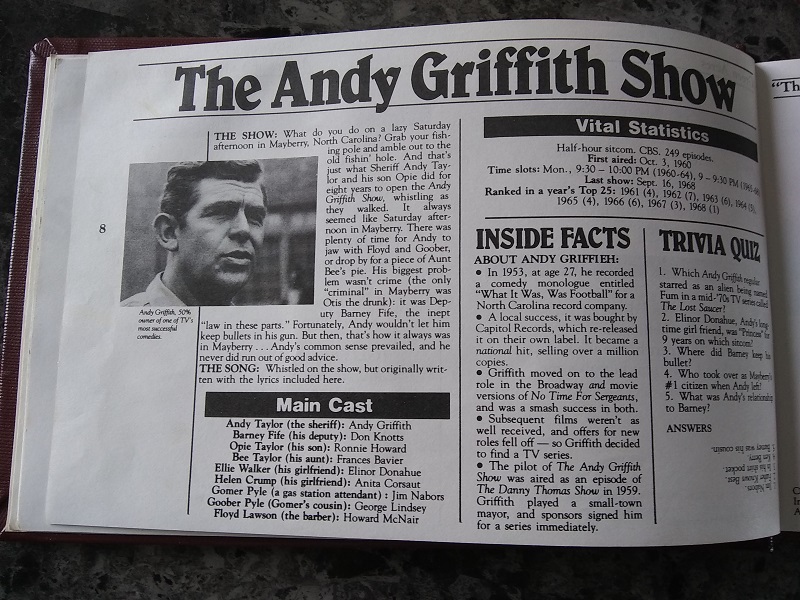 The Andy Griffith Show
8
THE SHOW: What do you do on a lazy Saturday
afternoon in Mayberry, North Carolina? Grab your fish-
ing pole and amble out to the
old fishin' hole. And that's
just what Sheriff Andy Tay-
lor and his son Opie did for
eight years to open the Andy
Griffith Show, whistling as
they walked. It always
seemed like Saturday after-
noon in Mayberry. There was
plenty of time for Andy to
jaw with Floyd and Goober,
or drop by for a piece of Aunt
Bee's pie. His biggest prob-
lem wasn't crime (the only
"criminal" in Mayberry was
Otis the drunk): it was Dep-
uty Barney Fife, the inept
"law in these parts." Fortunately, Andy wouldn't let him
keep bullets in his gun. But then, that's how it always was
in Mayberry . . . Andy's common sense prevailed, and he
never did run out of good advice.
THE SONG: Whistled on the show, but originally writ-
ten with the lyrics included here.
Andy Griffith, 50%
owner of one of TV's
most successful
comedies.
Main Cast
Andy Taylor (the sheriff): Andy Griffith
Barney Fife (his deputy): Don Knotts
Opie Taylor (his son): Ronnie Howard
Bee Taylor (his aunt): Frances Bavier
Ellie Walker (his girlfriend): Elinor Donahue
Helen Crump (his girlfriend): Anita Corsaut
Gomer Pyle (a gas station attendant) : Jim Nabors
Goober Pyle (Gomer's cousin): George Lindsey
Floyd Lawson (the barber): Howard McNair
Vital Statistics
Half-hour sitcom. CBS. 249 episodes.
First aired: Oct. 3, 1960
Time slots: Mon., 9:30 – 10:00 PM (1960-64), 9 – 9:30 PM
Last show: Sept. 16, 1968
Ranked in a year's Top 25: 1961 (4), 1962 (7), 1963 (6), 1964
1965 (4), 1966 (6), 1967 (3), 1968 (1)
INSIDE FACTS
ABOUT ANDY GRIFFIEH:
• In 1953, at age 27, he recorded
a comedy monologue entitled
"What It Was, Was Football" for a
North Carolina record company.
• A local success, it was bought by
Capitol Records, which re-released
it on their own label. It became a
national hit, selling over a million
copies.
• Griffith moved on to the lead
role in the Broadway and movie
versions of No Time For Sergeants,
and was a smash success in both.
• Subsequent films weren't as
well received, and offers for new
roles fell off — so Griffith decided
to find a TV series.
• The pilot of The Andy Griffith
Show was aired as an episode of
The Danny Thomas Show in 1959.
Griffith played a small-town
mayor, and sponsors signed him
for a series immediately.
TRIVIA QUIZ
1. Which Andy Griffith regular
starred as an alien being named
Fum in a mid-'70s TV series called
The Lost Saucer?
2. Elinor Donahue, Andy's long-
time girl friend, was "Princess" for
9 years on which sitcom?
3. Where did Barney keep his
bullet?
4. Who took over as Mayberry's
#1 citizen when Andy left?
5. What was Andy's relationship
to Barney?
ANSWERS
Jim Nabors.
Father Knows Best.
In his shirt pocket.
Ken Berry.
Barney was his cousin.
"Th